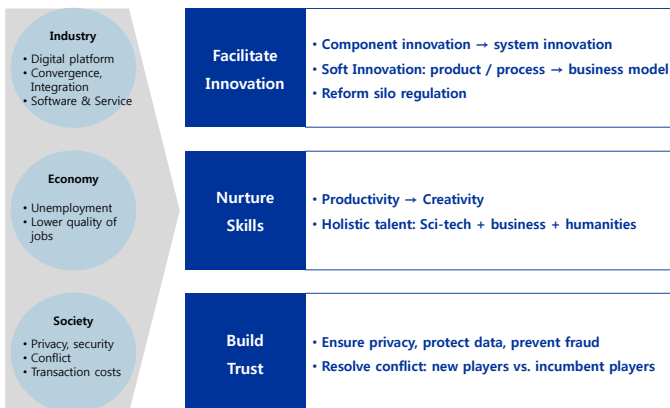 Industry
• Digital platform
• Convergence,
Integration
• Software & Service
Facilitate
Innovation
• Component innovation → system innovation
• Soft Innovation: product / process → business model
• Reform silo regulation
Economy
• Unemployment
• Lower quality of
jobs
Nurture
Skills
• Productivity → Creativity
• Holistic talent: Sci-tech + business + humanities
Society
• Privacy, security
• Conflict
• Transaction costs
Build
Trust
• Ensure privacy, protect data, prevent fraud
• Resolve conflict: new players vs. incumbent players